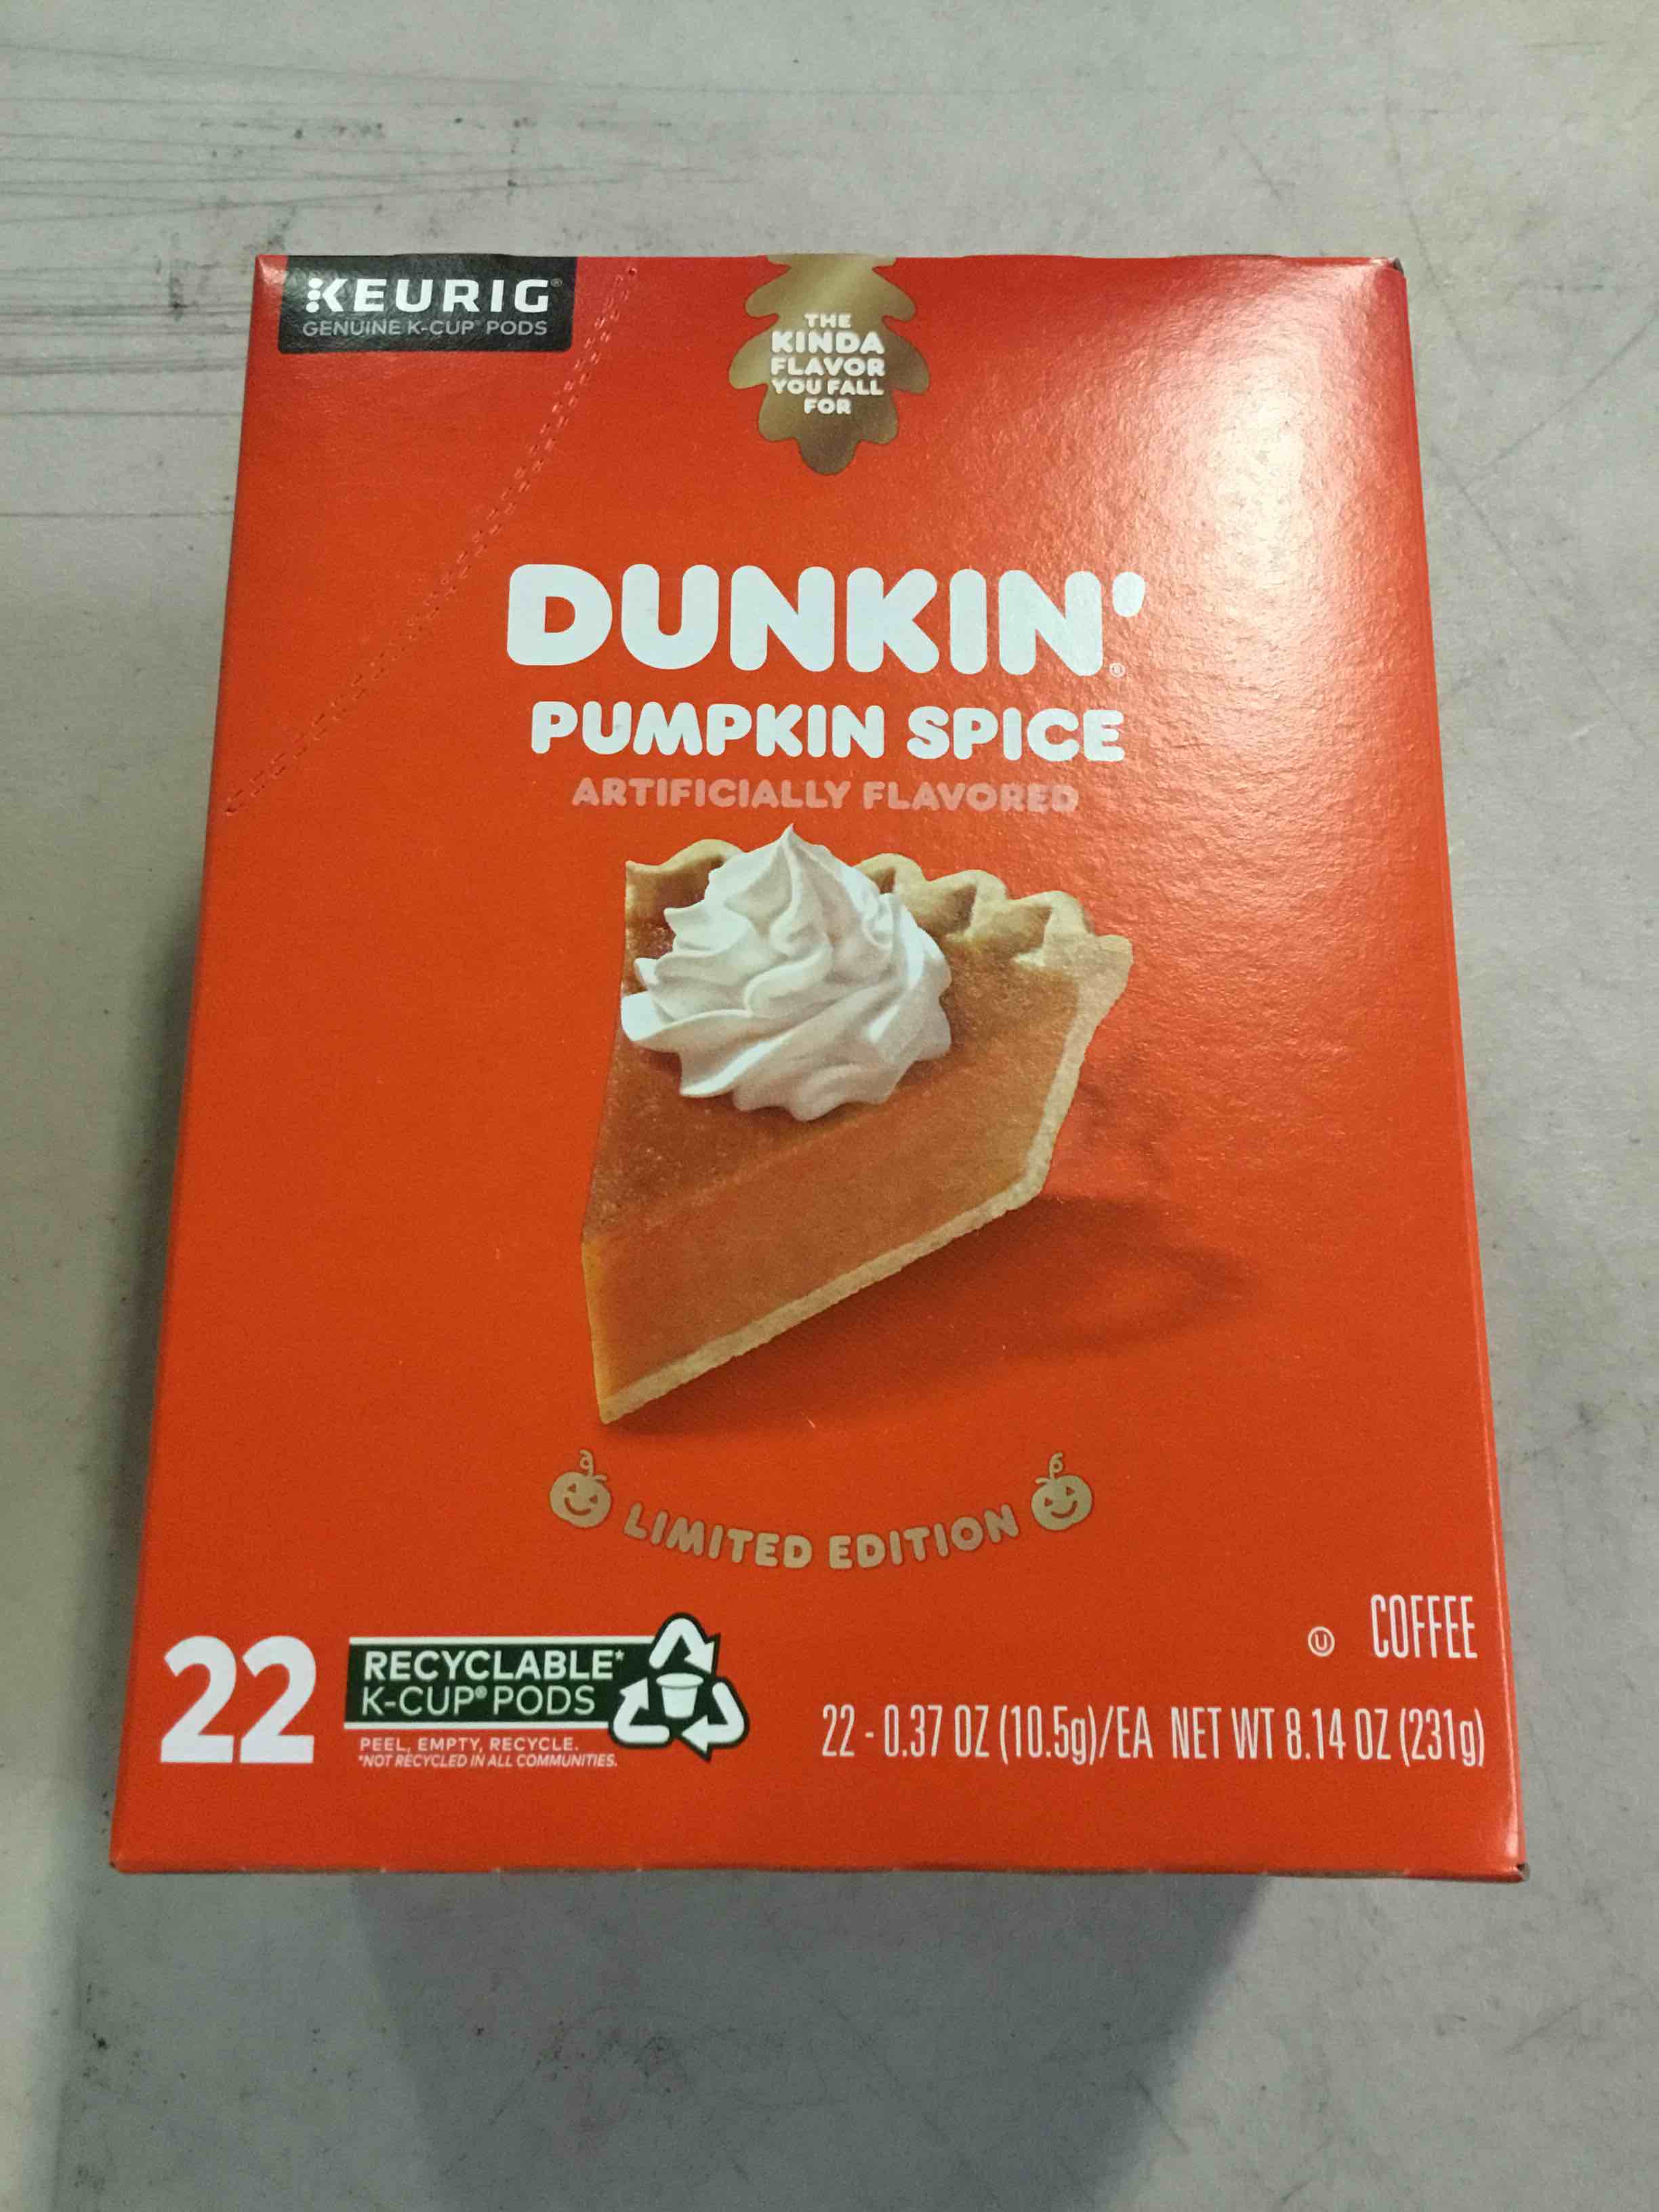 KEURIG®
GENUINE K-CUP® PODS
THE
KINDA
FLAVOR
YOU FALL
FOR
DUNKIN'®
PUMPKIN SPICE
ARTIFICIALLY FLAVORED
LIMITED EDITION
22
RECYCLABLE*
K-CUP® PODS
PEEL, EMPTY, RECYCLE.
*NOT RECYCLED IN ALL COMMUNITIES.
U COFFEE
22 - 0.37 OZ (10.5g)/EA NET WT 8.14 OZ (231g)